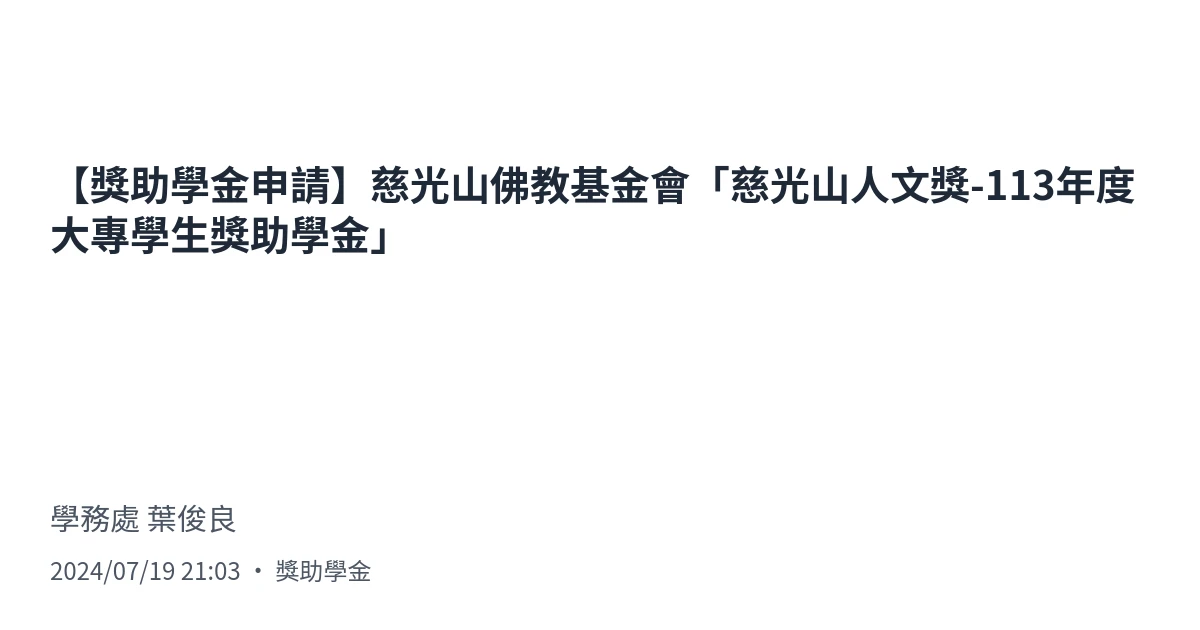 【獎助學金申請】慈光山佛教基金會「慈光山人文獎-113年度
大專學生獎助學金」
學務處 葉俊良
2024/07/19 21:03 · 獎助學金